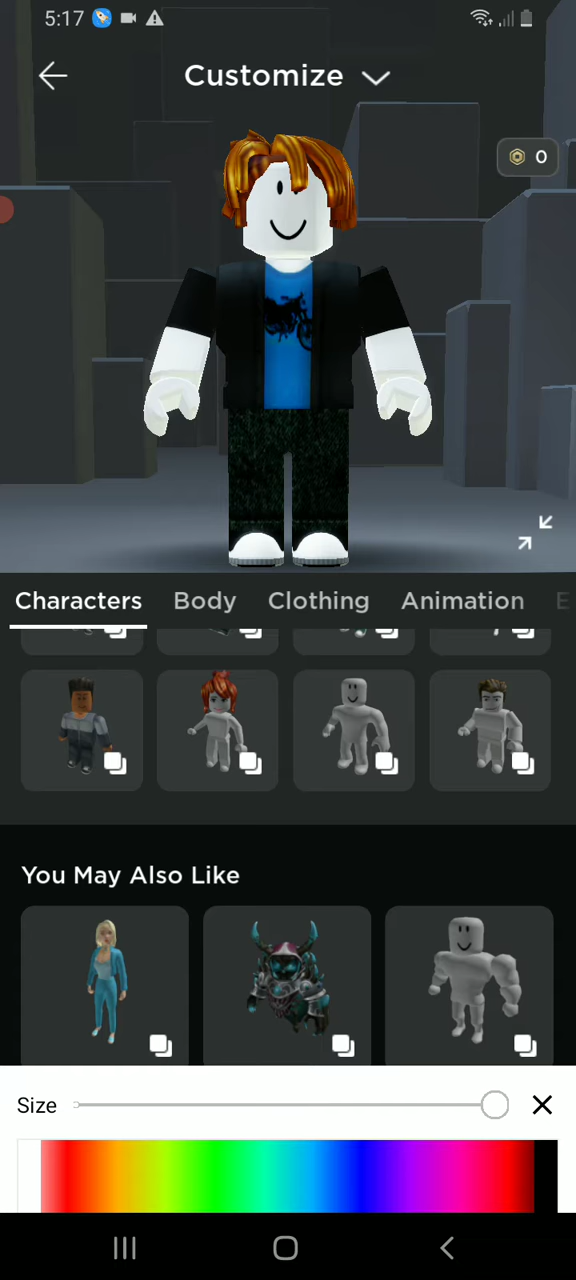 5:17
Customize
0
Characters Body Clothing Animation E
You May Also Like
Size